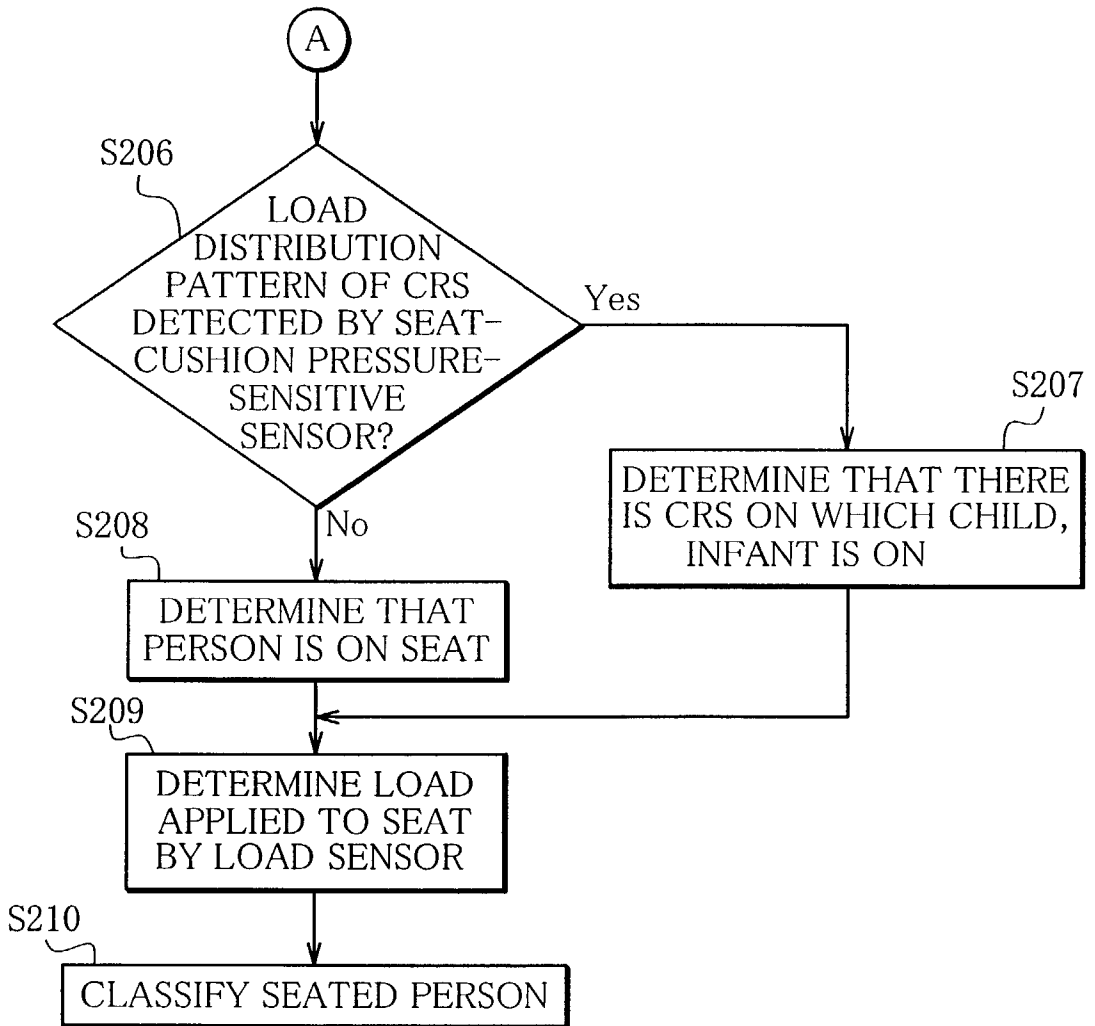 A
S206
LOAD
DISTRIBUTION
PATTERN OF CRS
DETECTED BY SEAT-
CUSHION PRESSURE-
SENSITIVE
SENSOR?
Yes
S207
DETERMINE THAT THERE
IS CRS ON WHICH CHILD,
INFANT IS ON
No
S208
DETERMINE THAT
PERSON IS ON SEAT
S209
DETERMINE LOAD
APPLIED TO SEAT
BY LOAD SENSOR
S210
CLASSIFY SEATED PERSON